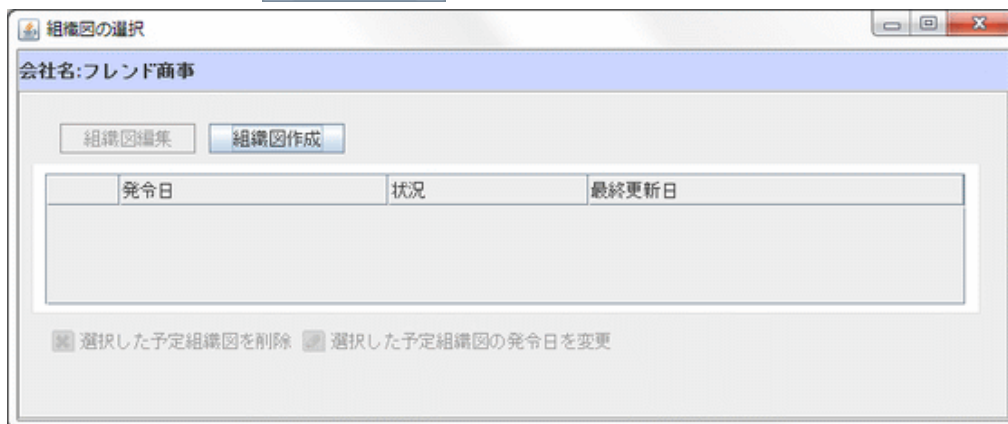 組織図の選択
会社名:フレンド商事
組織図編集 組織図作成
発令日 状況 最終更新日
選択した予定組織図を削除 選択した予定組織図の発令日を変更